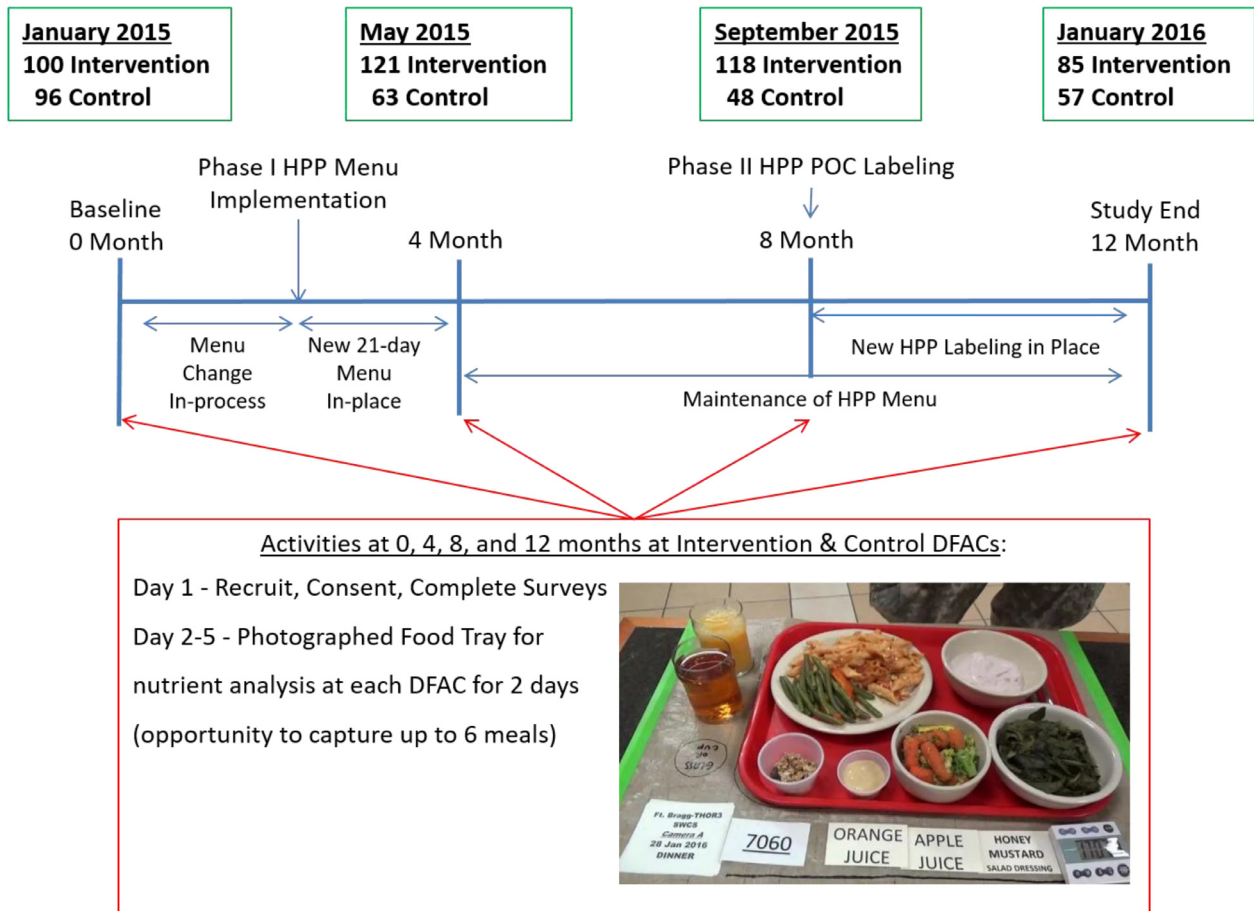 January 2015
100 Intervention
96 Control
May 2015
121 Intervention
63 Control
September 2015
118 Intervention
48 Control
January 2016
85 Intervention
57 Control
Phase I HPP Menu
Implementation
Phase II HPP POC Labeling
Baseline
0 Month
4 Month
8 Month
Study End
12 Month
Menu
Change
In-process
New 21-day
Menu
In-place
New HPP Labeling in Place
Maintenance of HPP Menu
Activities at 0, 4, 8, and 12 months at Intervention & Control DFACs:
Day 1 - Recruit, Consent, Complete Surveys
Day 2-5 - Photographed Food Tray for
nutrient analysis at each DFAC for 2 days
(opportunity to capture up to 6 meals)
GLASS
OR
CUP
Ft. Bragg-THOR3
SWCS
Camera A
28 Jan 2016
DINNER
7060
ORANGE
JUICE
APPLE
JUICE
HONEY
MUSTARD
SALAD DRESSING